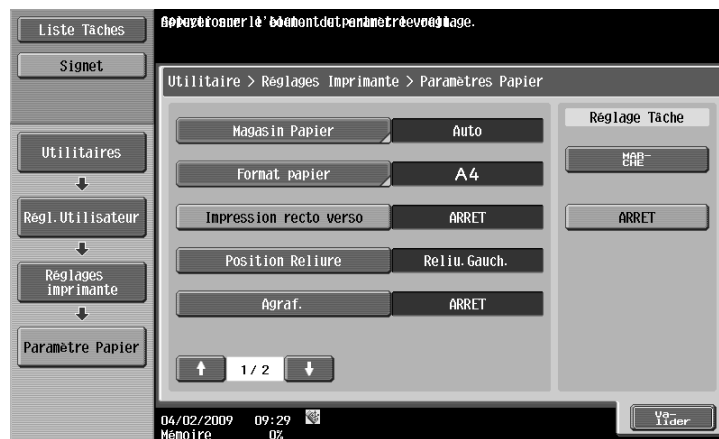 Liste Tâches
Signet
Utilitaires
Régl.Utilisateur
Réglages
imprimante
Paramètre Papier
Utilitaire > Réglages Imprimante > Paramètres Papier
Magasin Papier Auto
Format papier A4
Impression recto verso ARRET
Position Reliure Reliu.Gauch.
Agraf. ARRET
1/2
Réglage Tâche
MAR-
CHE
ARRET
04/02/2009 09:29
Mémoire 0%
Va-
lider